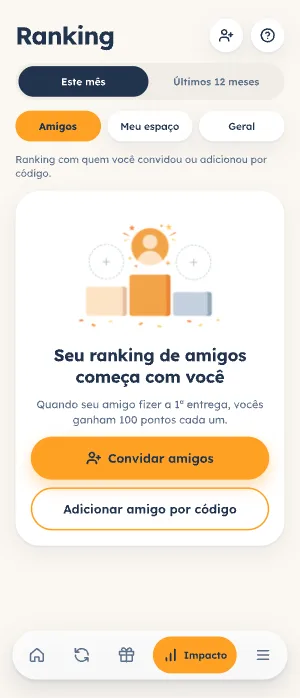 Ranking
Este mês
Últimos 12 meses
Amigos
Meu espaço
Geral
Ranking com quem você convidou ou adicionou por
código.
Seu ranking de amigos
começa com você
Quando seu amigo fizer a 1ª entrega, vocês
ganham 100 pontos cada um.
Convidar amigos
Adicionar amigo por código
Impacto